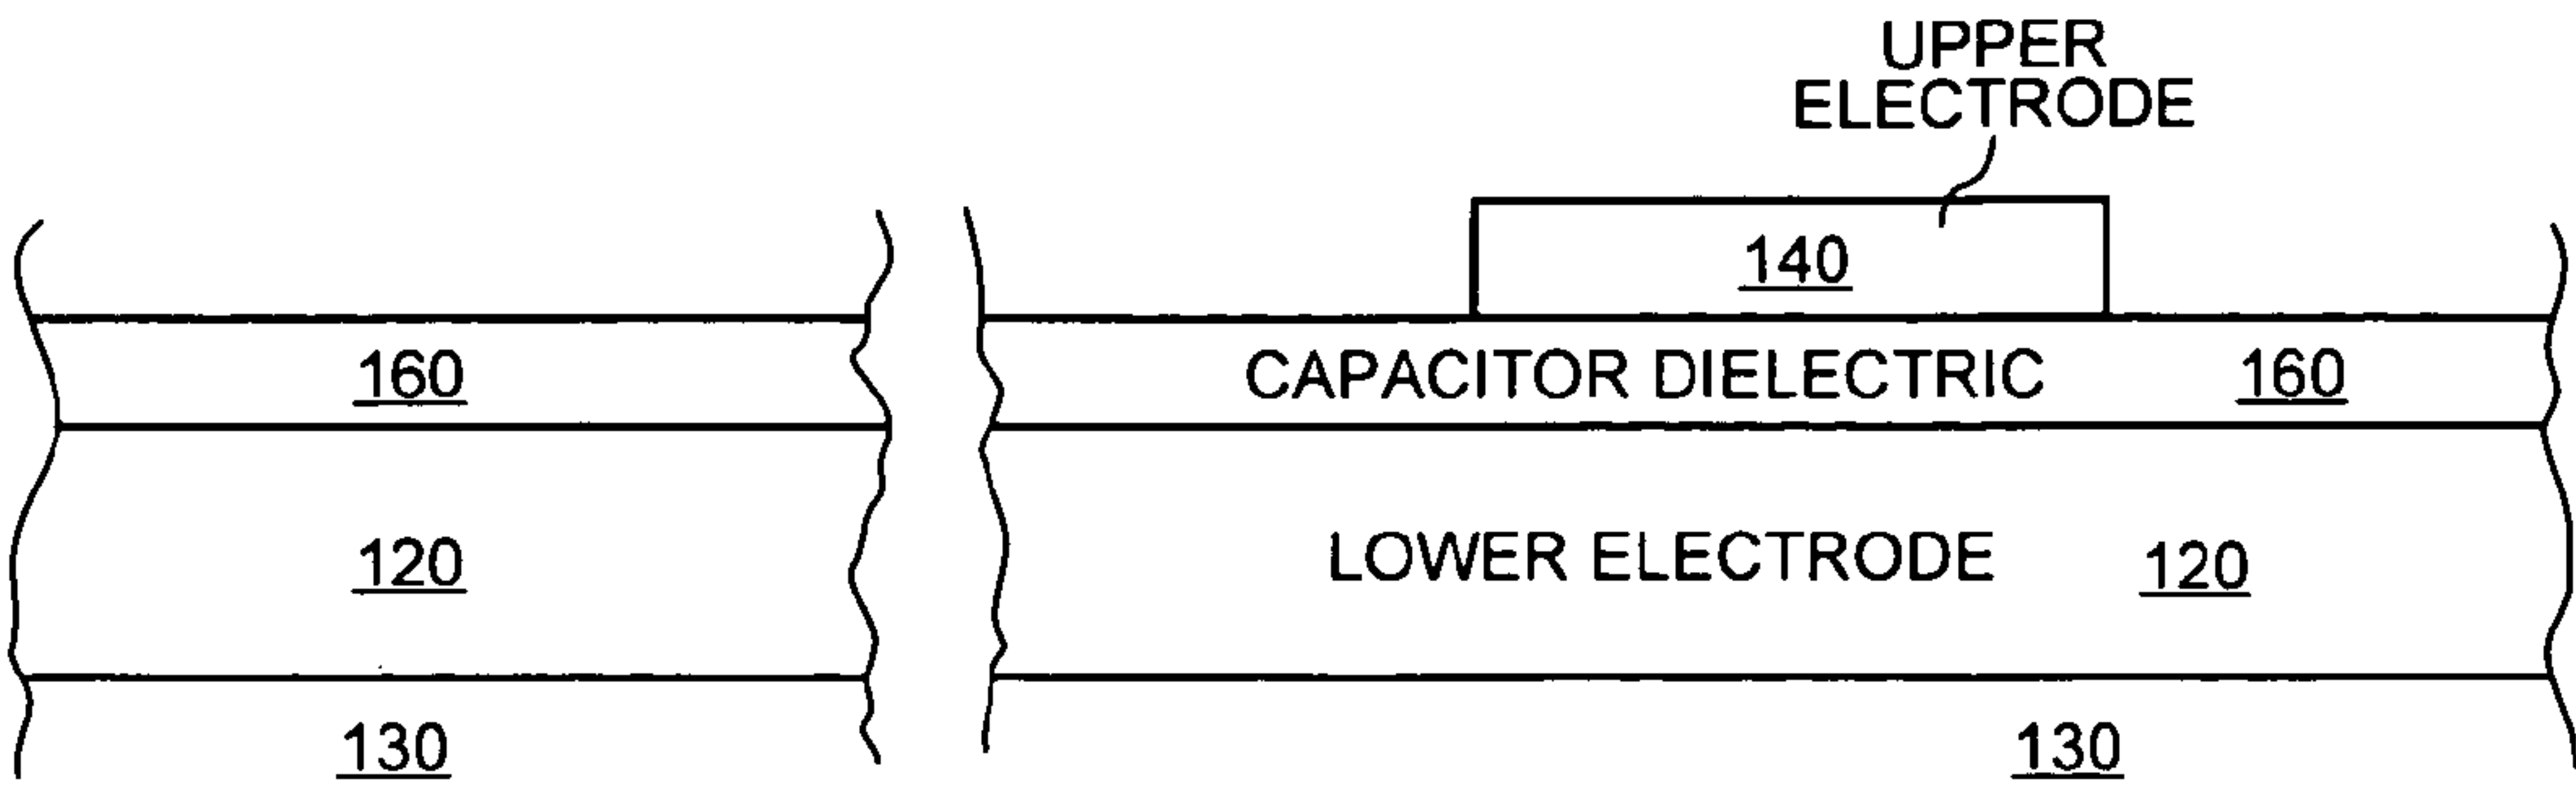 UPPER
ELECTRODE
140
160 CAPACITOR DIELECTRIC 160
120 LOWER ELECTRODE 120
130 130